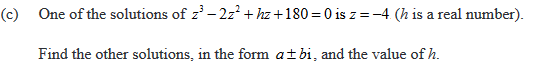 (c) One of the solutions of z³ – 2z² + hz + 180 = 0 is z = –4 (h is a real number).
Find the other solutions, in the form a ± bi, and the value of h.